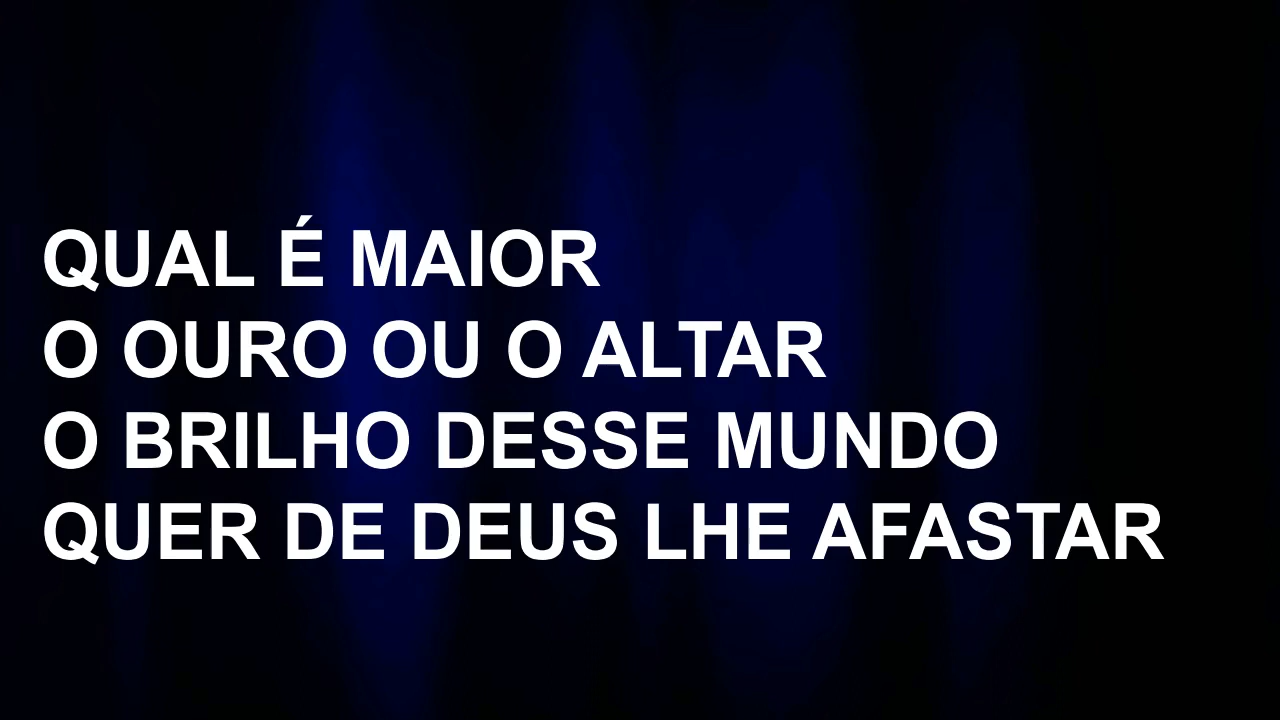 QUAL É MAIOR
O OURO OU O ALTAR
O BRILHO DESSE MUNDO
QUER DE DEUS LHE AFASTAR